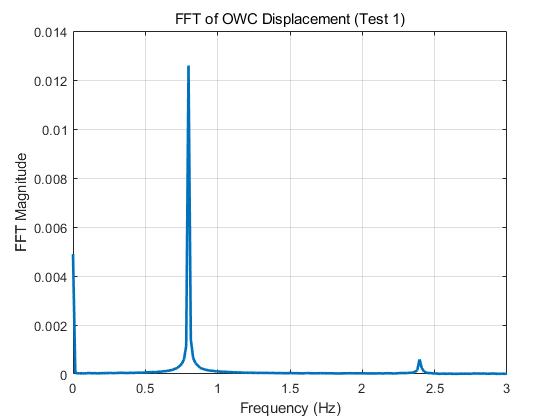 FFT of OWC Displacement (Test 1)
0.014
0.012
0.01
0.008
0.006
0.004
0.002
0
FFT Magnitude
0 0.5 1 1.5 2 2.5 3
Frequency (Hz)